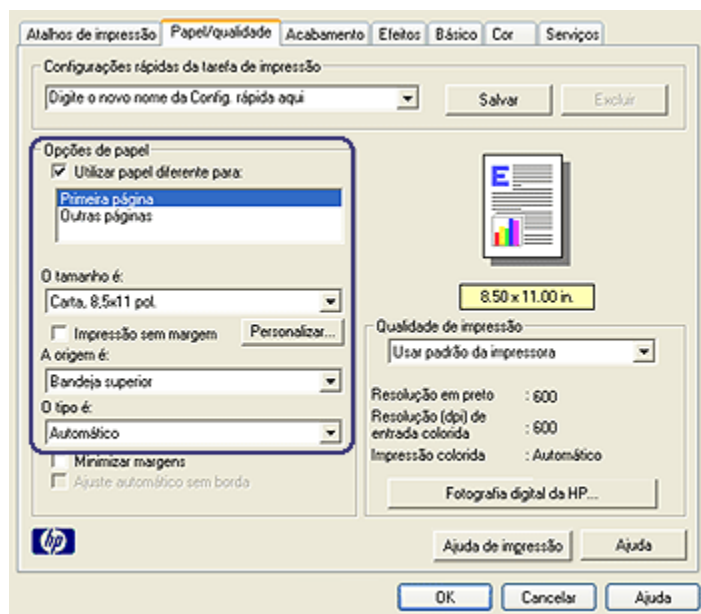 Atalhos de impressão Papel/qualidade Acabamento Efeitos Básico Cor Serviços
Configurações rápidas da tarefa de impressão
Digite o novo nome da Config. rápida aqui Salvar Excluir
Opções de papel
Utilizar papel diferente para:
Primeira página
Outras páginas
E
O tamanho é:
Carta, 8,5x11 pol.
8.50 x 11.00 in.
Impressão sem margem Personalizar...
A origem é:
Bandeja superior
O tipo é:
Automático
Minimizar margens
Ajuste automático sem borda
Qualidade de impressão
Usar padrão da impressora
Resolução em preto : 600
Resolução (dpi) de
entrada colorida : 600
Impressão colorida : Automático
Fotografia digital da HP...
hp
Ajuda de impressão Ajuda
OK Cancelar Ajuda